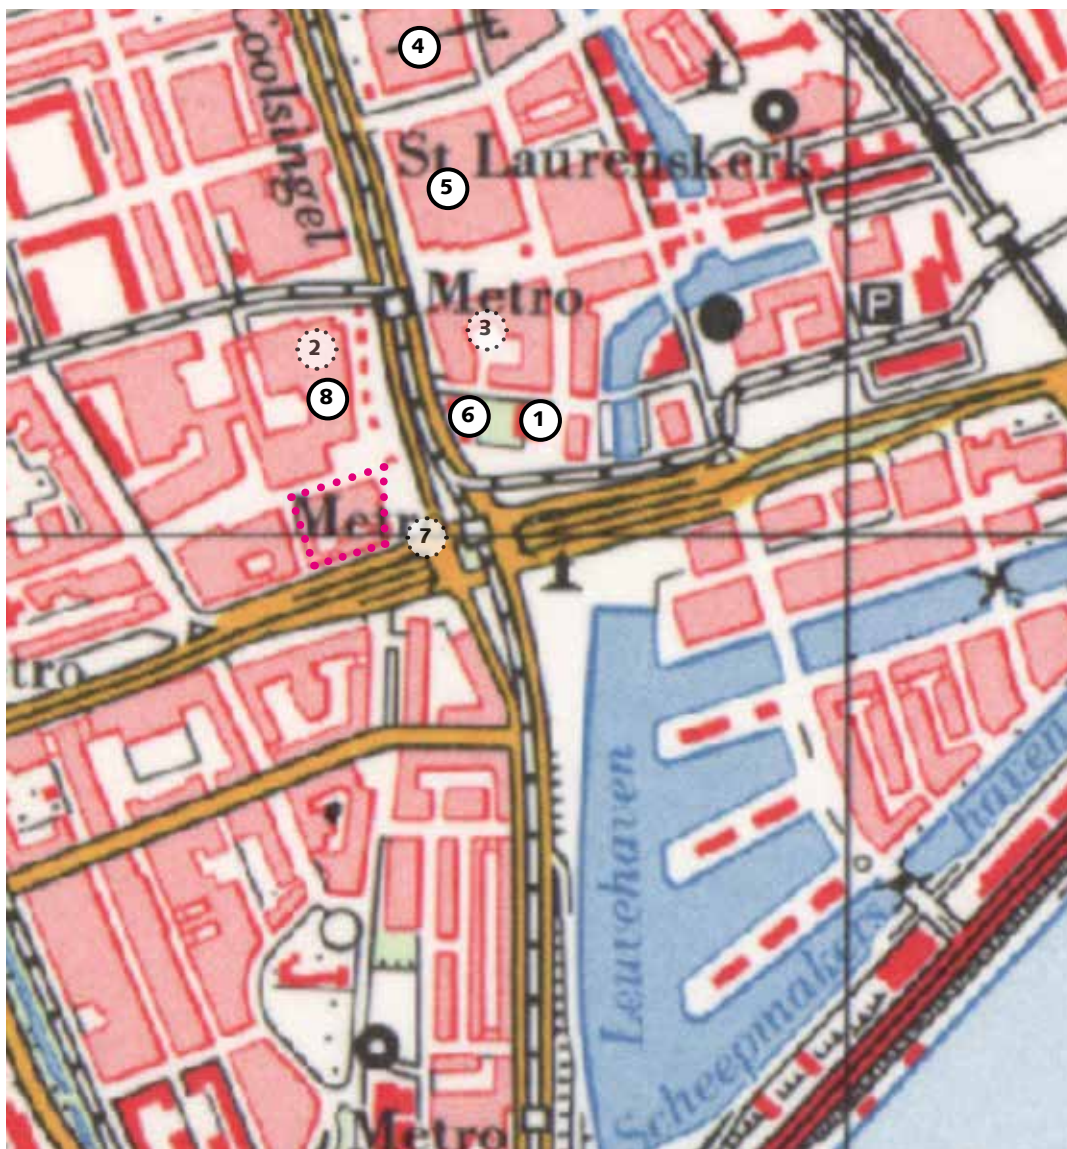 4
Coolsingel
St Laurenskerk
5
Metro
P
3
2
8
6
1
Metro
7
tro
Leuvehaven
haven
Scheepmakers
Metro